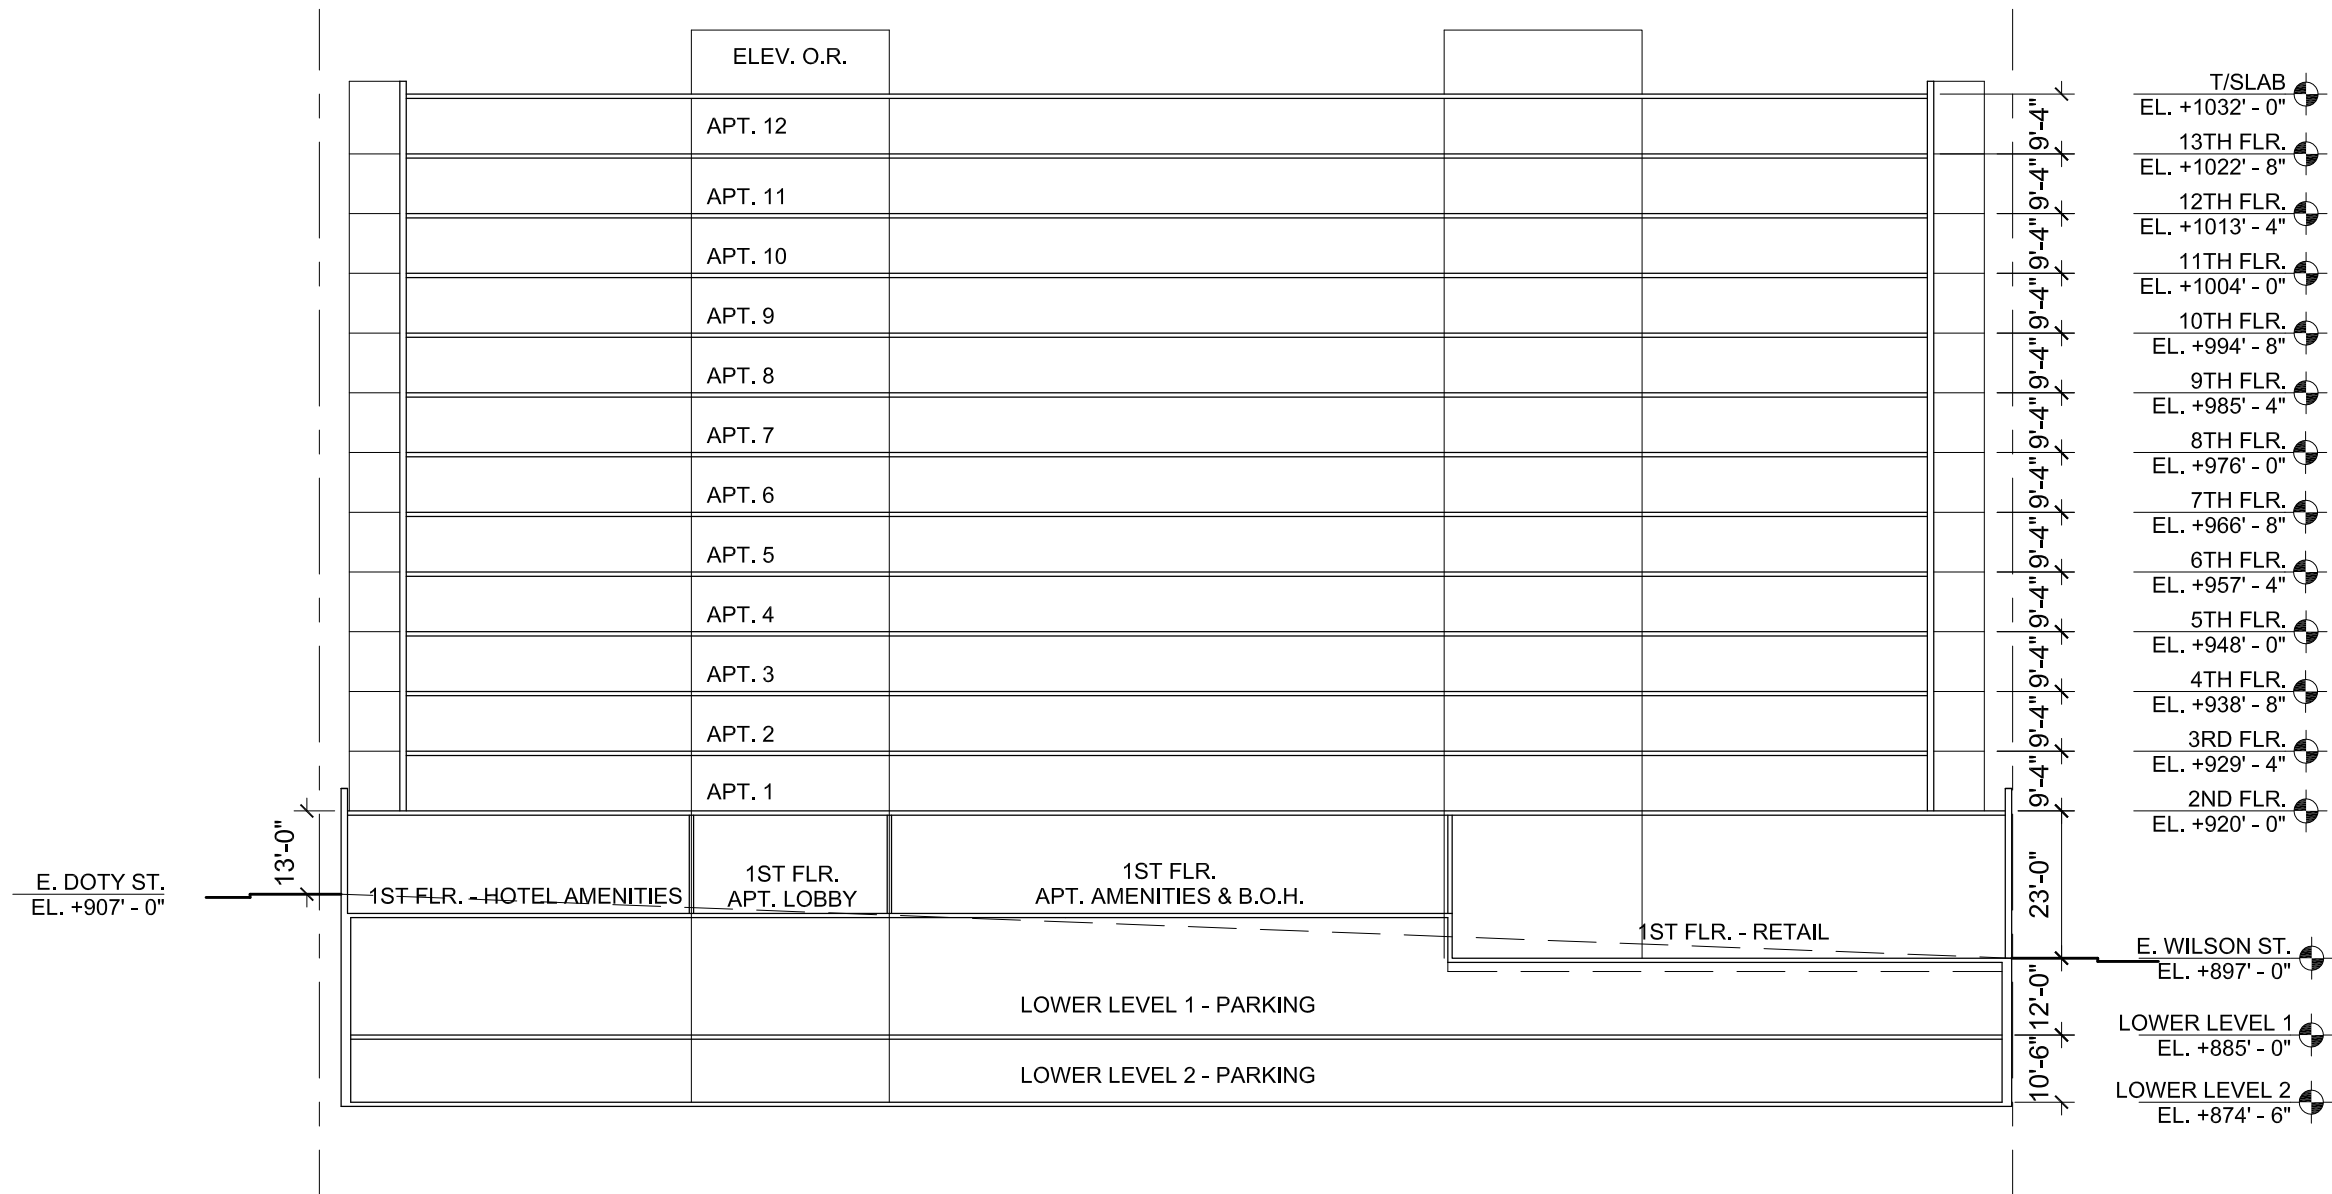 ELEV. O.R.
APT. 12
APT. 11
APT. 10
APT. 9
APT. 8
APT. 7
APT. 6
APT. 5
APT. 4
APT. 3
APT. 2
APT. 1
13'-0"
E. DOTY ST.
EL. +907' - 0"
1ST FLR. - HOTEL AMENITIES
1ST FLR.
APT. LOBBY
1ST FLR.
APT. AMENITIES & B.O.H.
1ST FLR. - RETAIL
LOWER LEVEL 1 - PARKING
LOWER LEVEL 2 - PARKING
9'-4"
9'-4"
9'-4"
9'-4"
9'-4"
9'-4"
9'-4"
9'-4"
9'-4"
9'-4"
9'-4"
9'-4"
23'-0"
12'-0"
10'-6"
T/SLAB
EL. +1032' - 0"
13TH FLR.
EL. +1022' - 8"
12TH FLR.
EL. +1013' - 4"
11TH FLR.
EL. +1004' - 0"
10TH FLR.
EL. +994' - 8"
9TH FLR.
EL. +985' - 4"
8TH FLR.
EL. +976' - 0"
7TH FLR.
EL. +966' - 8"
6TH FLR.
EL. +957' - 4"
5TH FLR.
EL. +948' - 0"
4TH FLR.
EL. +938' - 8"
3RD FLR.
EL. +929' - 4"
2ND FLR.
EL. +920' - 0"
E. WILSON ST.
EL. +897' - 0"
LOWER LEVEL 1
EL. +885' - 0"
LOWER LEVEL 2
EL. +874' - 6"